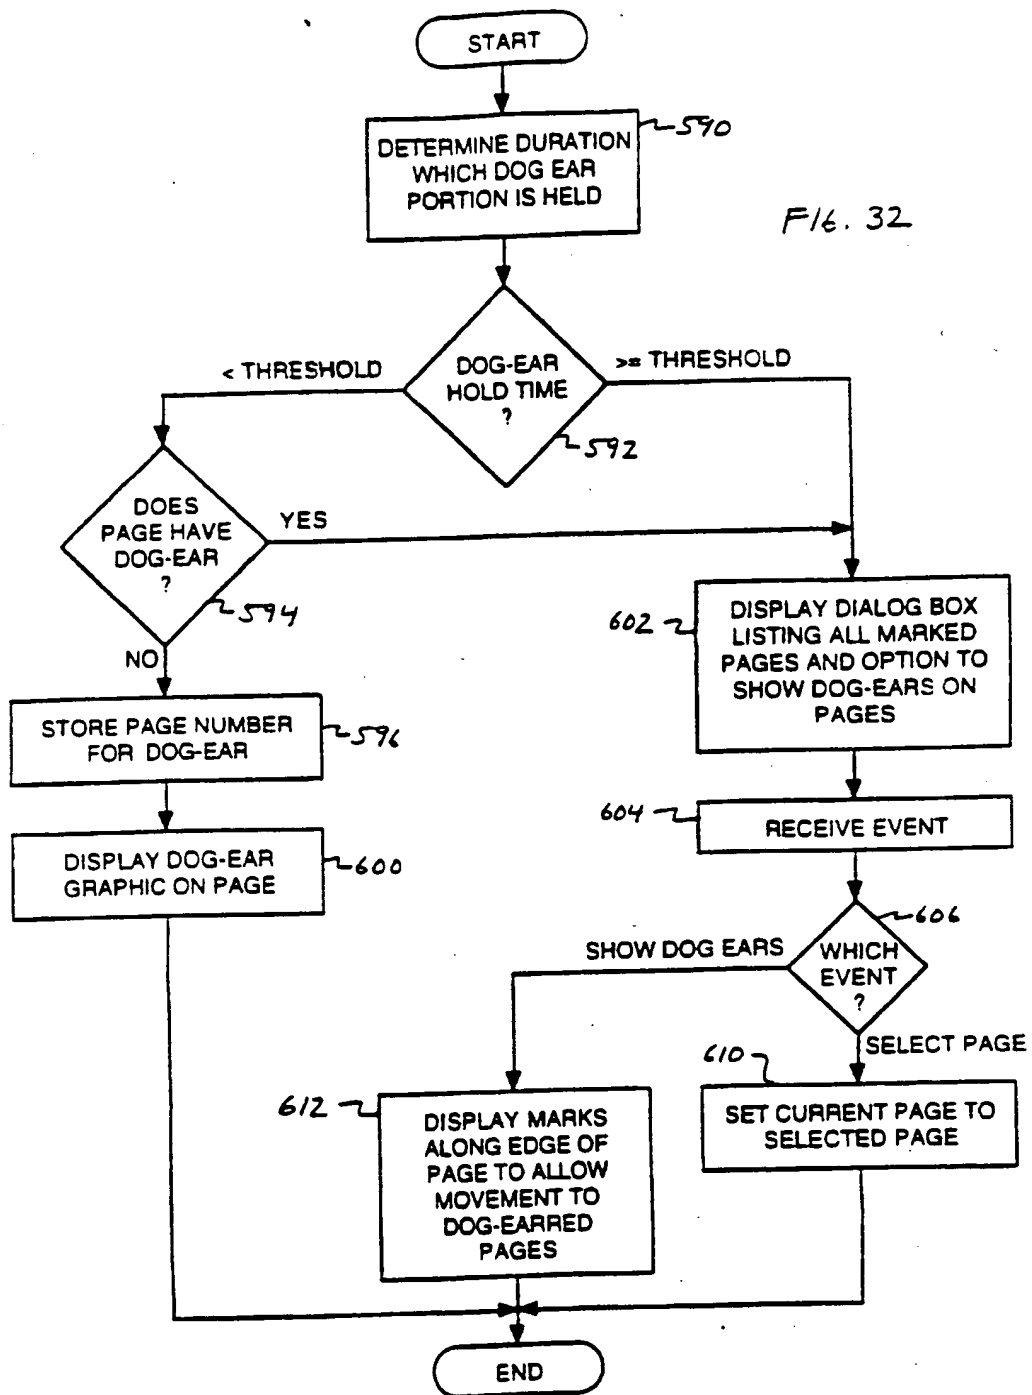 START
DETERMINE DURATION
WHICH DOG EAR
PORTION IS HELD
590
FIG. 32
DOG-EAR
HOLD TIME
?
592
< THRESHOLD
>= THRESHOLD
DOES
PAGE HAVE
DOG-EAR
?
594
YES
NO
STORE PAGE NUMBER
FOR DOG-EAR
596
DISPLAY DOG-EAR
GRAPHIC ON PAGE
600
602
DISPLAY DIALOG BOX
LISTING ALL MARKED
PAGES AND OPTION TO
SHOW DOG-EARS ON
PAGES
604
RECEIVE EVENT
606
WHICH
EVENT
?
SHOW DOG EARS
SELECT PAGE
610
SET CURRENT PAGE TO
SELECTED PAGE
612
DISPLAY MARKS
ALONG EDGE OF
PAGE TO ALLOW
MOVEMENT TO
DOG-EARRED
PAGES
END